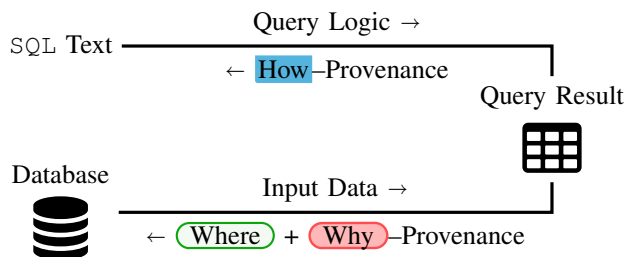 Query Logic →
SQL Text
← How–Provenance
Query Result
Database
Input Data →
← Where + Why–Provenance